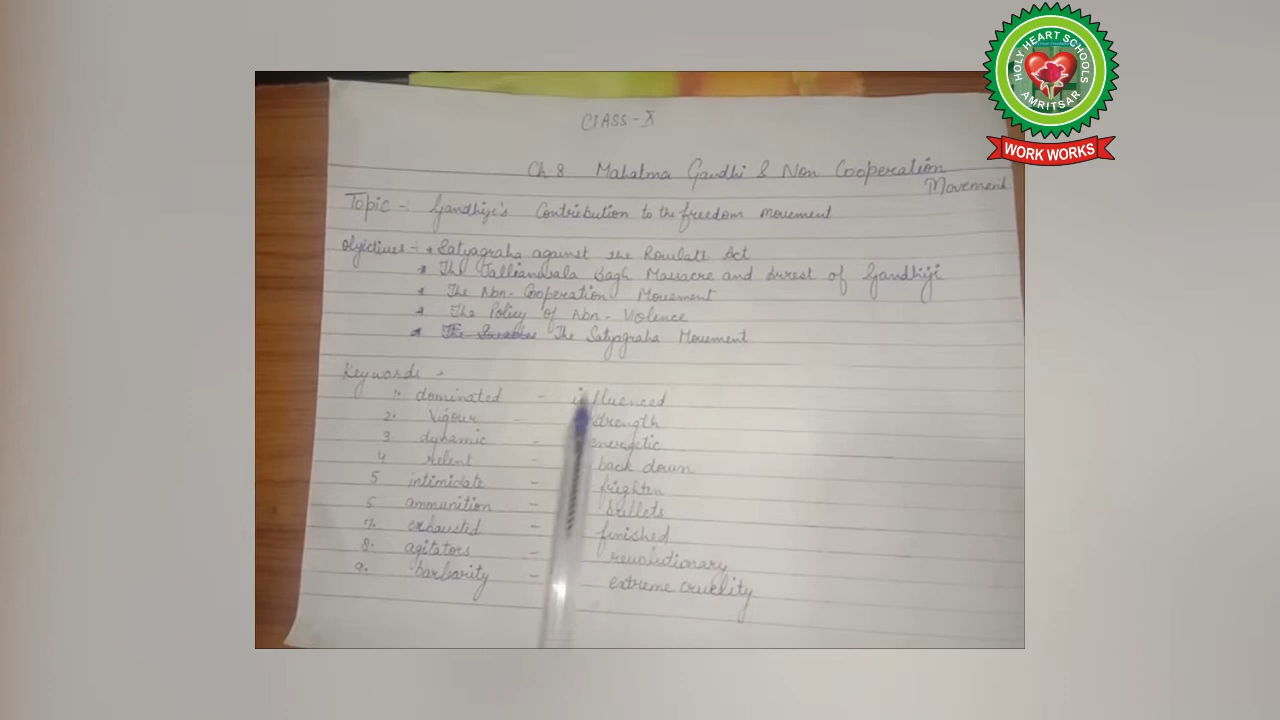 HOLY HEART SCHOOLS
AMRITSAR
WORK WORKS
CLASS - X
Ch 8 Mahatma Gandhi & Non Cooperation
Movement
Topic -: Gandhiji's Contribution to the freedom movement
Objectives - * Satyagraha against the Roulatt Act
* The Jallianwala Bagh Massacre and Arrest of Gandhiji
* The Non-Cooperation Movement
* The Policy of Non-Violence
* The Satyagraha Movement
Keywords -
1. dominated - influenced
2. Vigour - strength
3. dynamic - energetic
4 relent - back down
5 intimidate - frighten
6 ammunition - bullets
7. exhausted - finished
8. agitators - revolutionary
9. barbarity - extreme cruelity